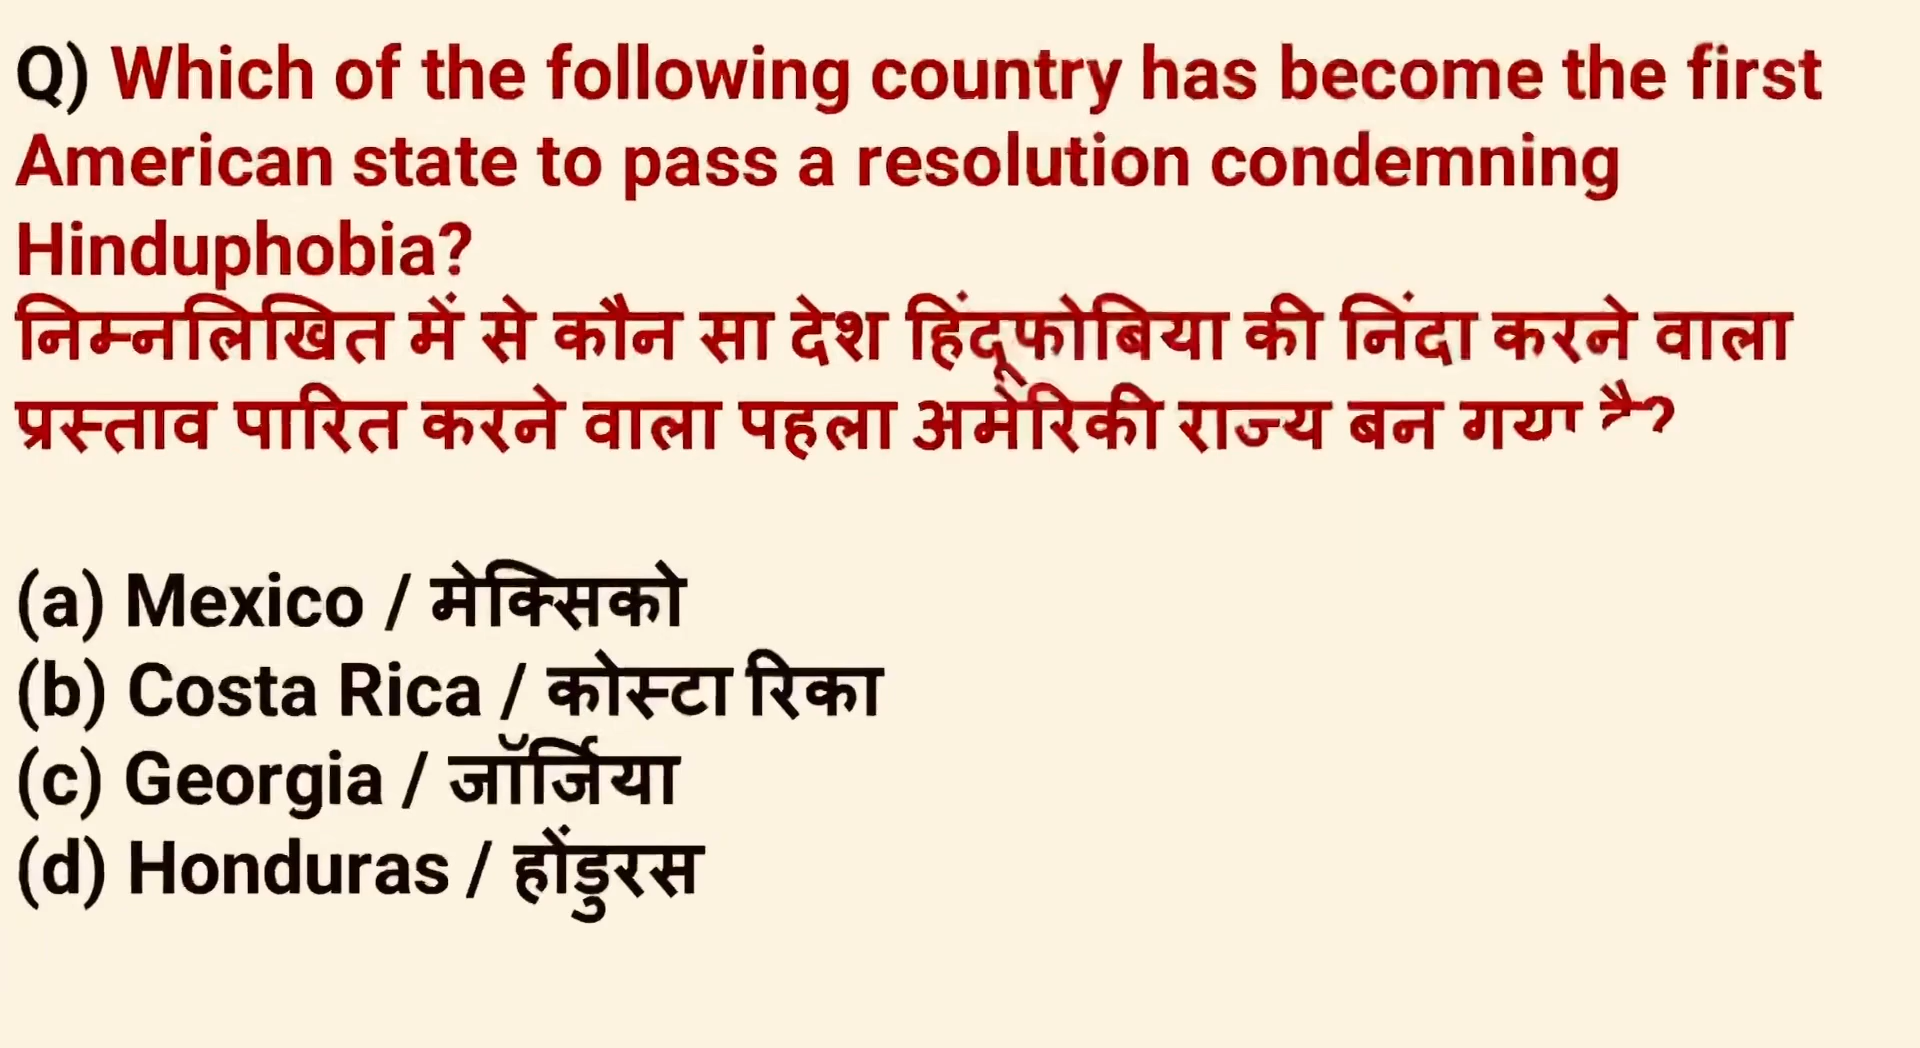 Q) Which of the following country has become the first
American state to pass a resolution condemning
Hinduphobia?
निम्नलिखित में से कौन सा देश हिंदूफोबिया की निंदा करने वाला
प्रस्ताव पारित करने वाला पहला अमेरिकी राज्य बन गया है?
(a) Mexico / मेक्सिको
(b) Costa Rica / कोस्टा रिका
(c) Georgia / जॉर्जिया
(d) Honduras / होंडुरस